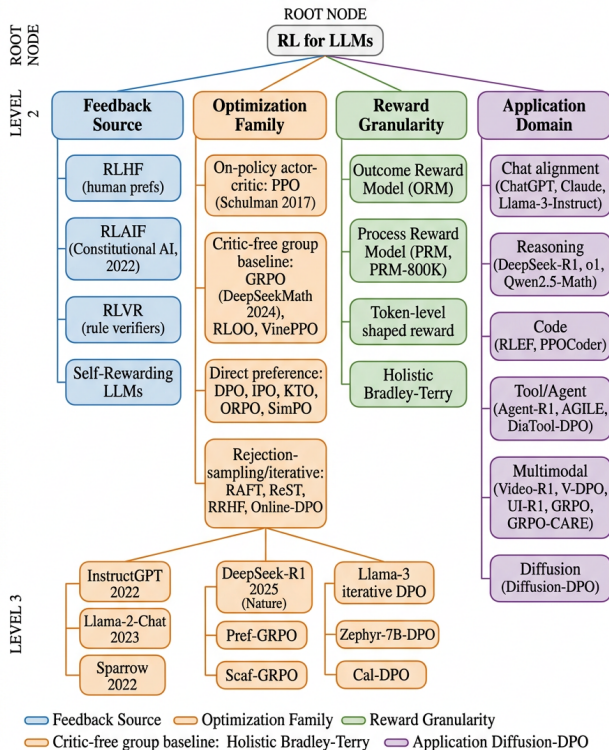 ROOT NODE
ROOT
NODE
RL for LLMs
LEVEL
2
Feedback
Source
Optimization
Family
Reward
Granularity
Application
Domain
RLHF
(human prefs)
RLAIF
(Constitutional AI,
2022)
RLVR
(rule verifiers)
Self-Rewarding
LLMs
On-policy actor-
critic: PPO
(Schulman 2017)
Critic-free group
baseline:
GRPO
(DeepSeekMath
2024),
RLOO, VinePPO
Direct preference:
DPO, IPO, KTO,
ORPO, SimPO
Rejection-
sampling/iterative:
RAFT, ReST,
RRHF, Online-DPO
Outcome Reward
Model (ORM)
Process Reward
Model (PRM,
PRM-800K)
Token-level
shaped reward
Holistic
Bradley-Terry
Chat alignment
(ChatGPT, Claude,
Llama-3-Instruct)
Reasoning
(DeepSeek-R1, o1,
Qwen2.5-Math)
Code
(RLEF, PPOCoder)
Tool/Agent
(Agent-R1, AGILE,
DiaTool-DPO)
Multimodal
(Video-R1, V-DPO,
UI-R1, GRPO,
GRPO-CARE)
Diffusion
(Diffusion-DPO)
LEVEL 3
InstructGPT
2022
Llama-2-Chat
2023
Sparrow
2022
DeepSeek-R1
2025
(Nature)
Pref-GRPO
Scaf-GRPO
Llama-3
iterative DPO
Zephyr-7B-DPO
Cal-DPO
Feedback Source
Optimization Family
Reward Granularity
Critic-free group baseline: Holistic Bradley-Terry
Application Diffusion-DPO